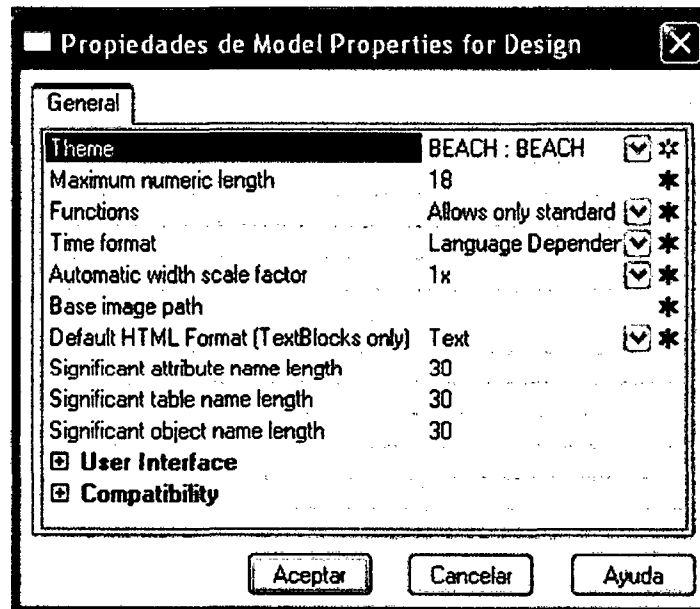 Propiedades de Model Properties for Design
General
Theme BEACH : BEACH
Maximum numeric length 18
Functions Allows only standard
Time format Language Depender
Automatic width scale factor 1x
Base image path
Default HTML Format (TextBlocks only) Text
Significant attribute name length 30
Significant table name length 30
Significant object name length 30
User Interface
Compatibility
Aceptar Cancelar Ayuda